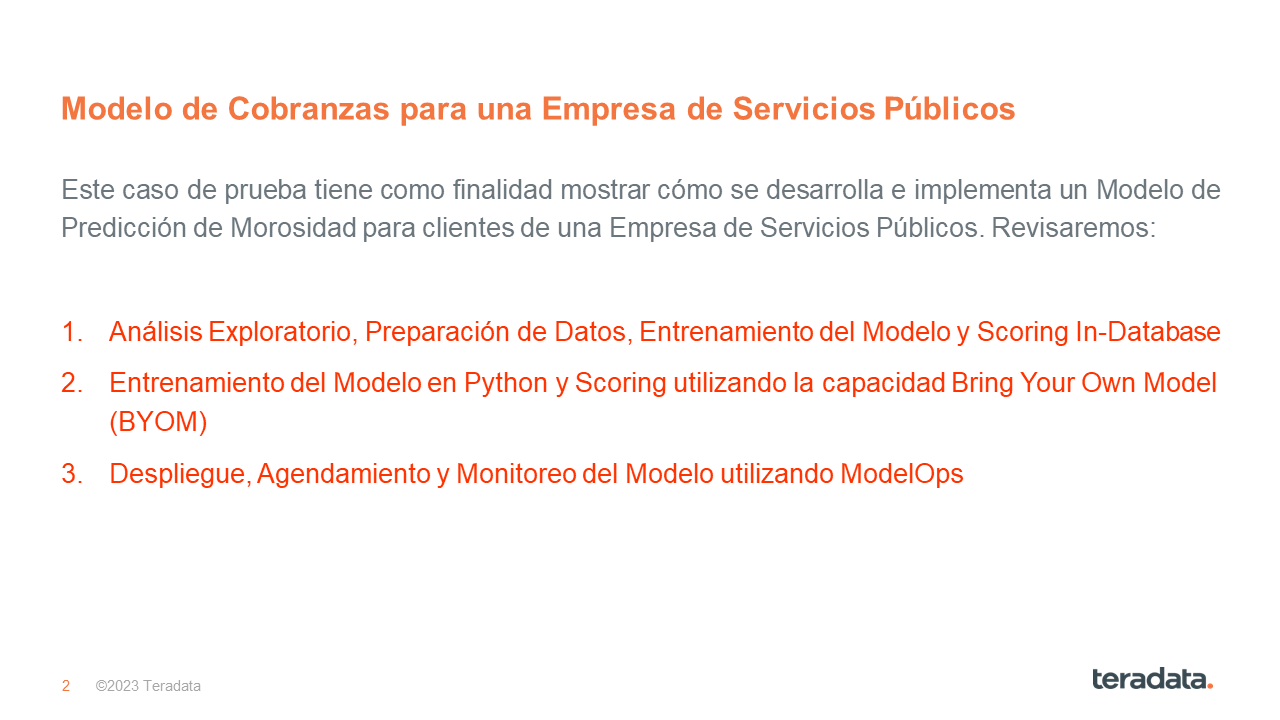 Modelo de Cobranzas para una Empresa de Servicios Públicos
Este caso de prueba tiene como finalidad mostrar cómo se desarrolla e implementa un Modelo de
Predicción de Morosidad para clientes de una Empresa de Servicios Públicos. Revisaremos:
1. Análisis Exploratorio, Preparación de Datos, Entrenamiento del Modelo y Scoring In-Database
2. Entrenamiento del Modelo en Python y Scoring utilizando la capacidad Bring Your Own Model
(BYOM)
3. Despliegue, Agendamiento y Monitoreo del Modelo utilizando ModelOps
2 ©2023 Teradata
teradata.